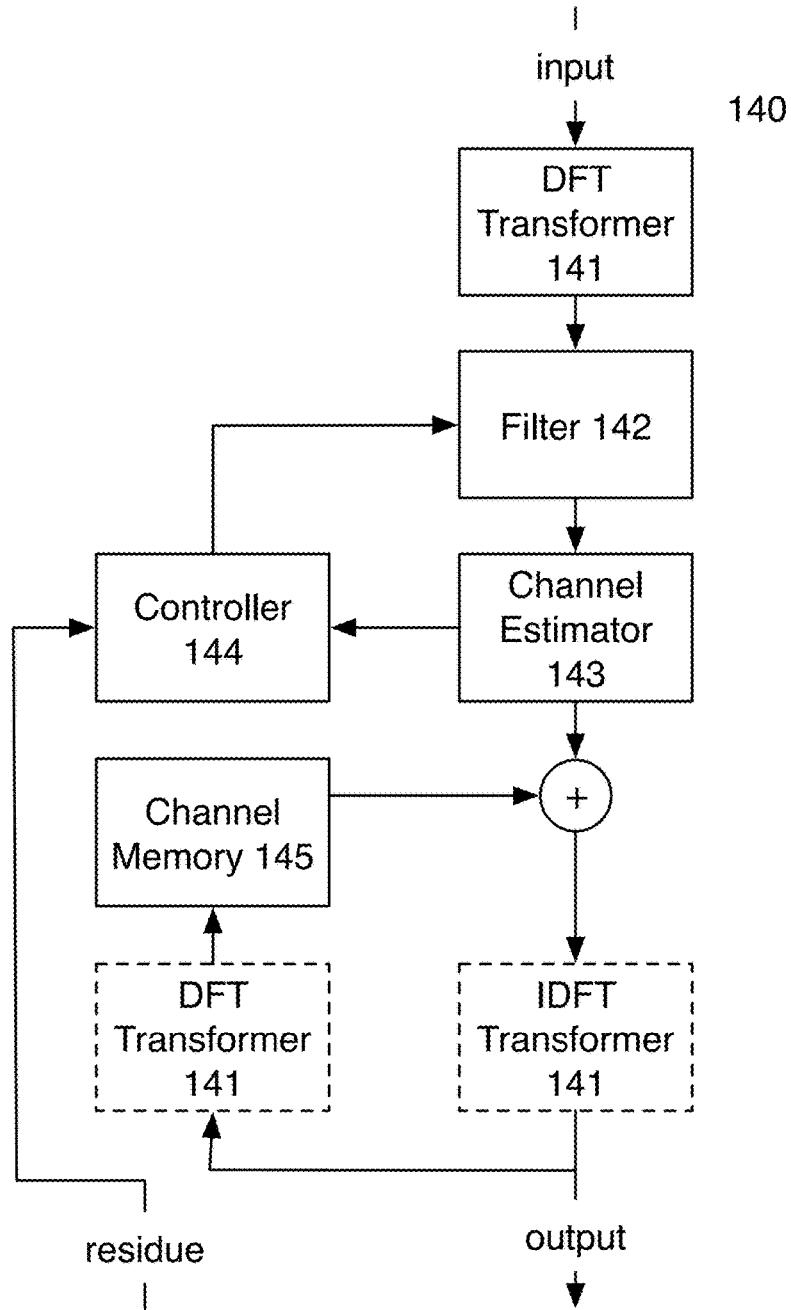 input
140
DFT
Transformer
141
Filter 142
Controller
144
Channel
Estimator
143
Channel
Memory 145
+
DFT
Transformer
141
IDFT
Transformer
141
residue
output